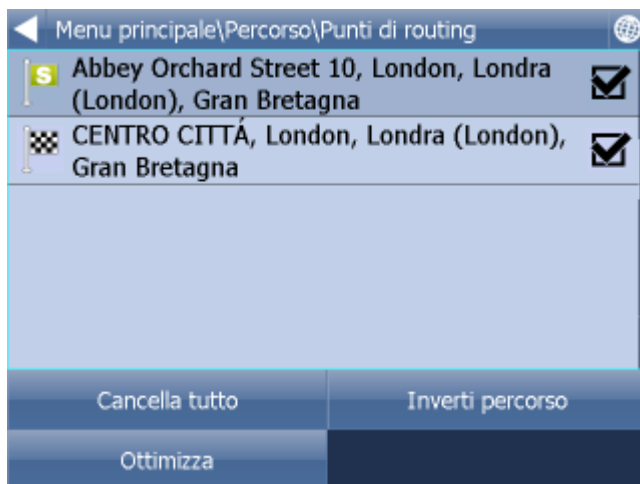 Menu principale\Percorso\Punti di routing
S
Abbey Orchard Street 10, London, Londra
(London), Gran Bretagna
CENTRO CITTÁ, London, Londra (London),
Gran Bretagna
Cancella tutto
Inverti percorso
Ottimizza